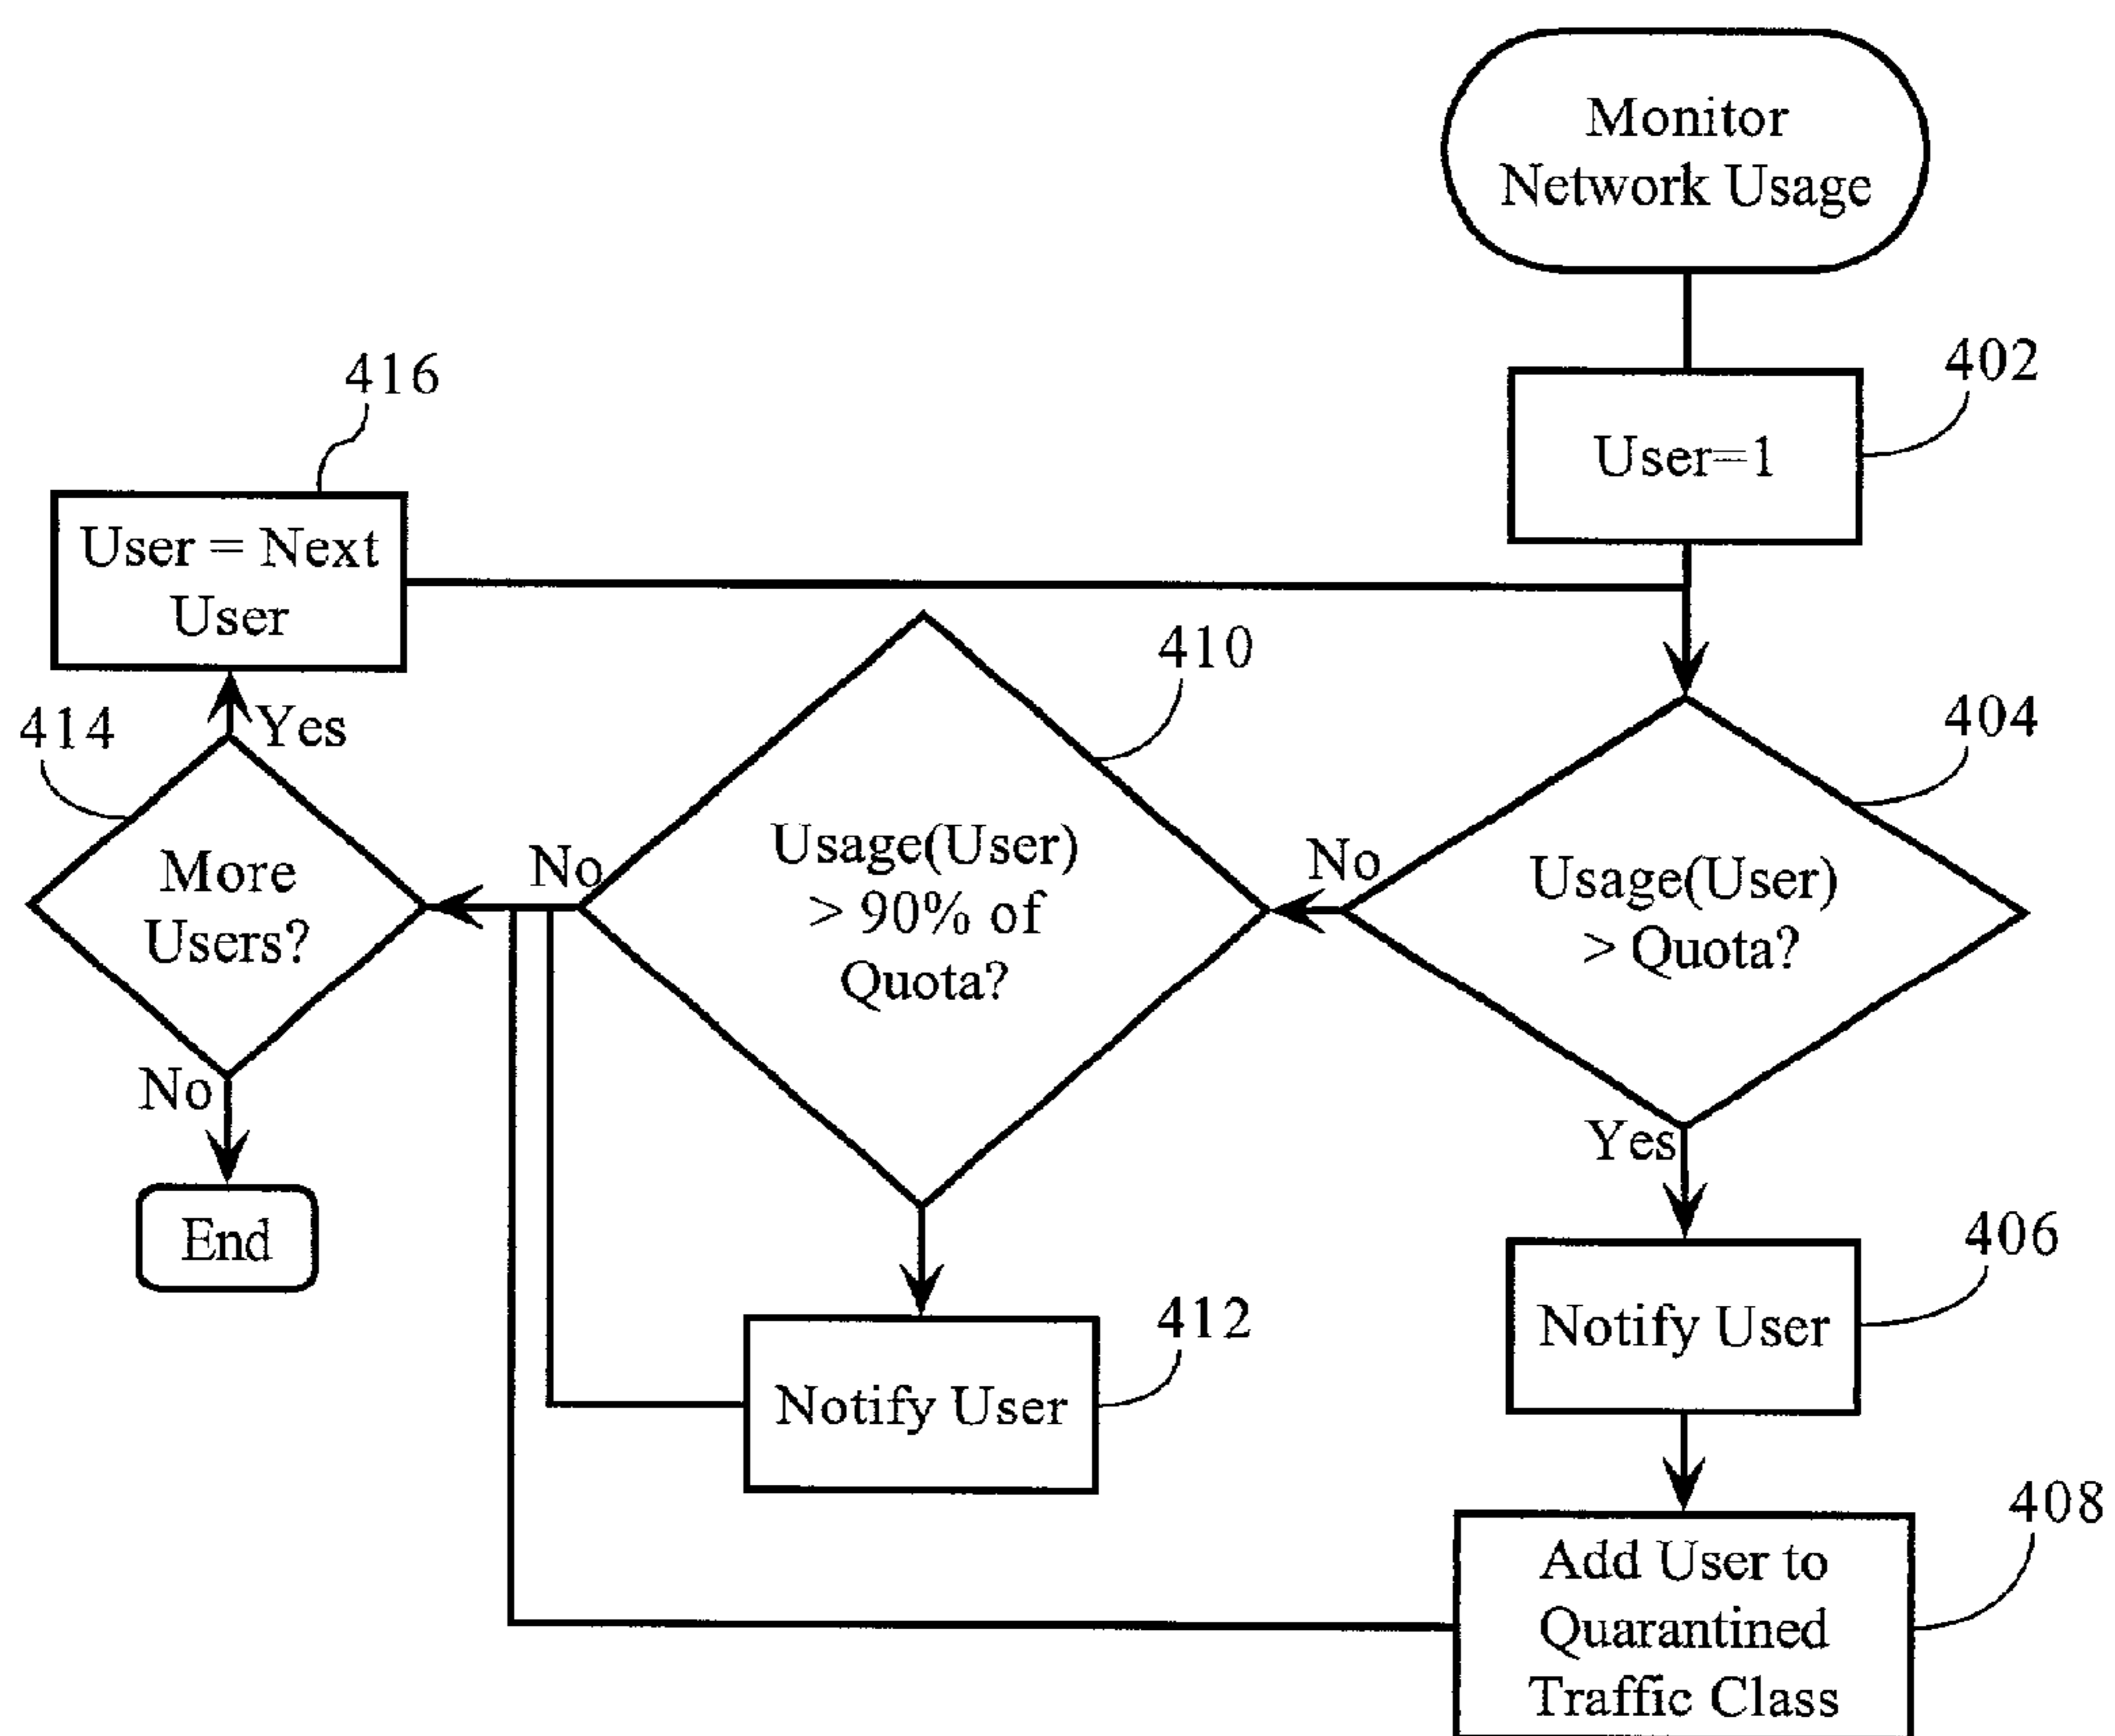 Monitor
Network Usage
402
User=1
416
User = Next
User
410
404
414
Yes
More
Users?
No
Usage(User)
> 90% of
Quota?
No
Usage(User)
> Quota?
No
End
Yes
406
Notify User
412
Notify User
408
Add User to
Quarantined
Traffic Class